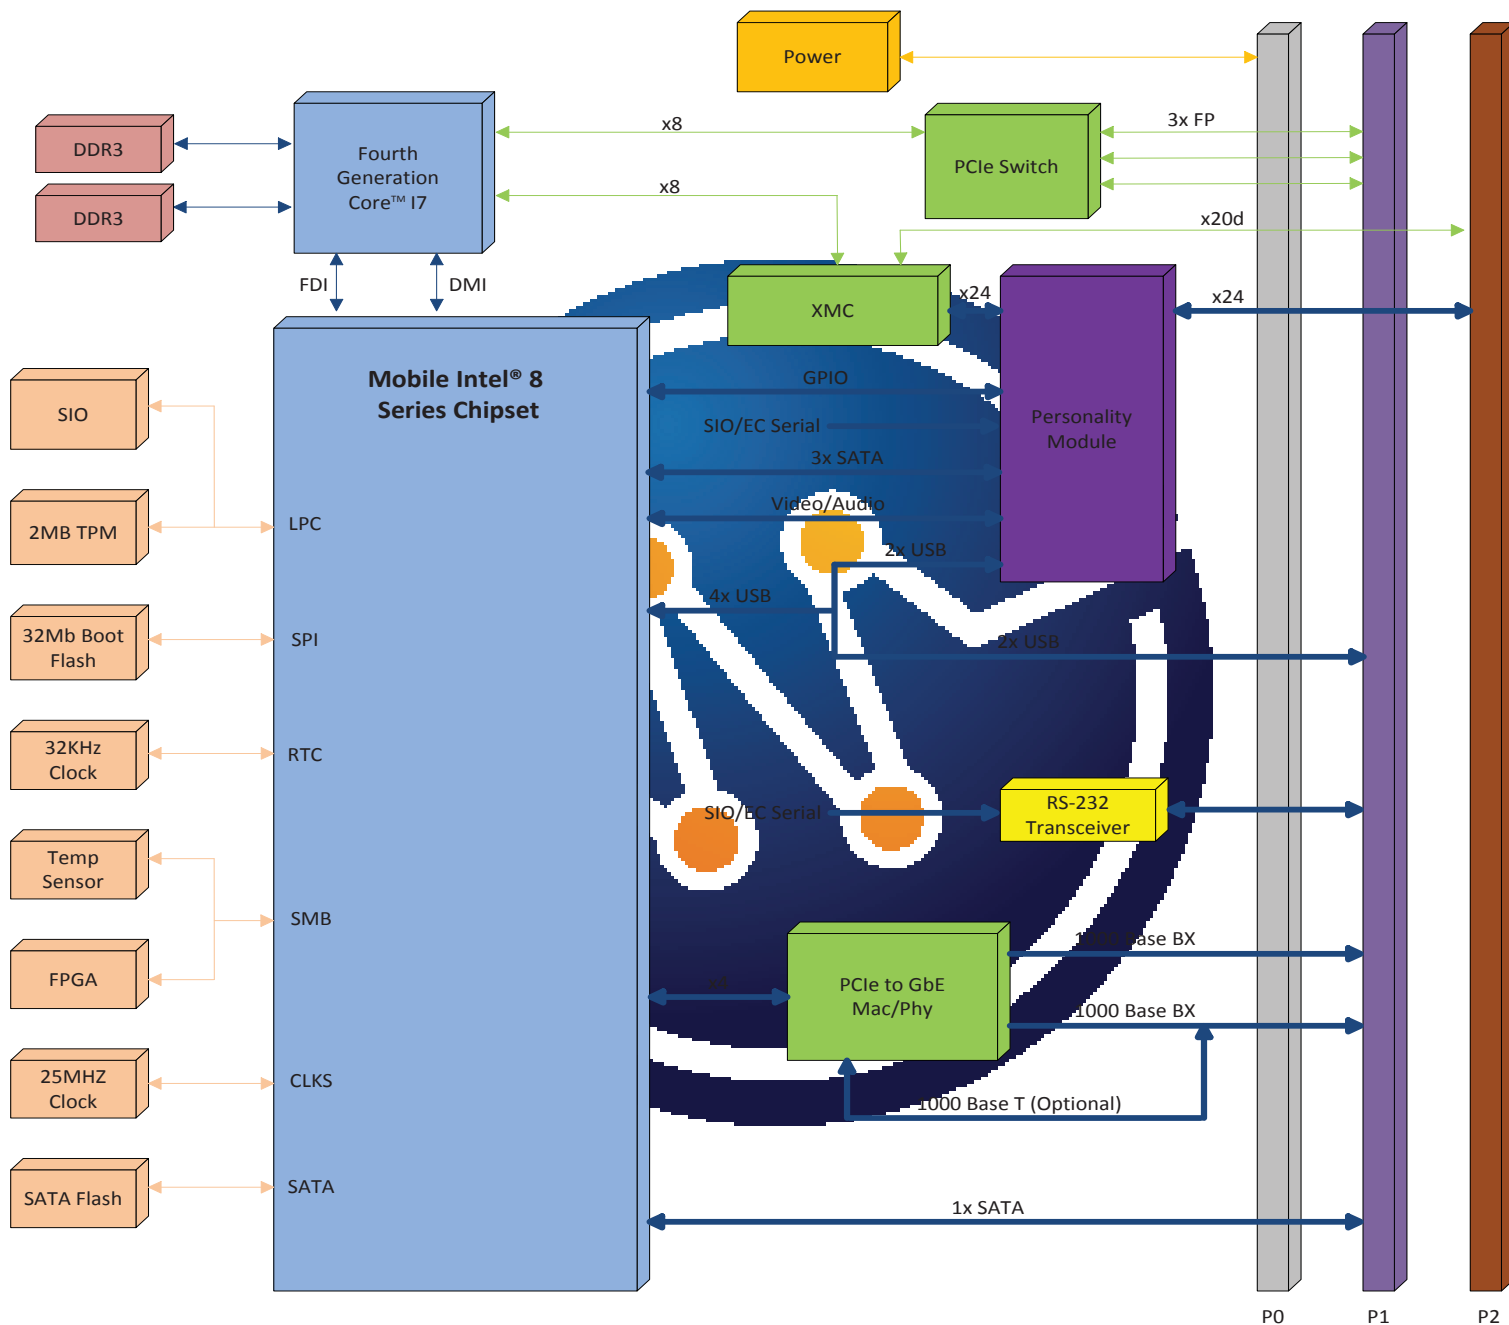 Power
x8
3x FP
DDR3
Fourth
Generation
Core™ I7
PCIe Switch
DDR3
x8
x20d
FDI
DMI
x24
x24
XMC
Mobile Intel® 8
Series Chipset
GPIO
SIO
SIO/EC Serial
Personality
Module
3x SATA
Video/Audio
2MB TPM
LPC
2x USB
4x USB
32Mb Boot
Flash
SPI
2x USB
32KHz
Clock
RTC
SIO/EC Serial
RS-232
Transceiver
Temp
Sensor
SMB
1000 Base BX
FPGA
PCIe to GbE
Mac/Phy
1000 Base BX
25MHZ
Clock
CLKS
1000 Base T (Optional)
SATA Flash
SATA
1x SATA
P0
P1
P2